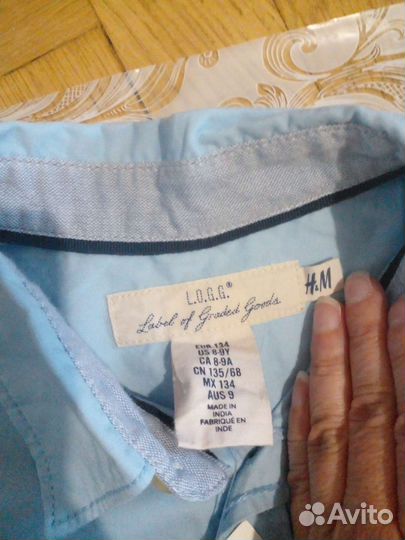 L.O.G.G.®
Label of Graded Goods
H&M
EUR 134
US 8-9Y
CA 8-9A
CN 135/68
MX 134
AUS 9
MADE IN
INDIA
FABRIQUÉ EN
INDE
Avito